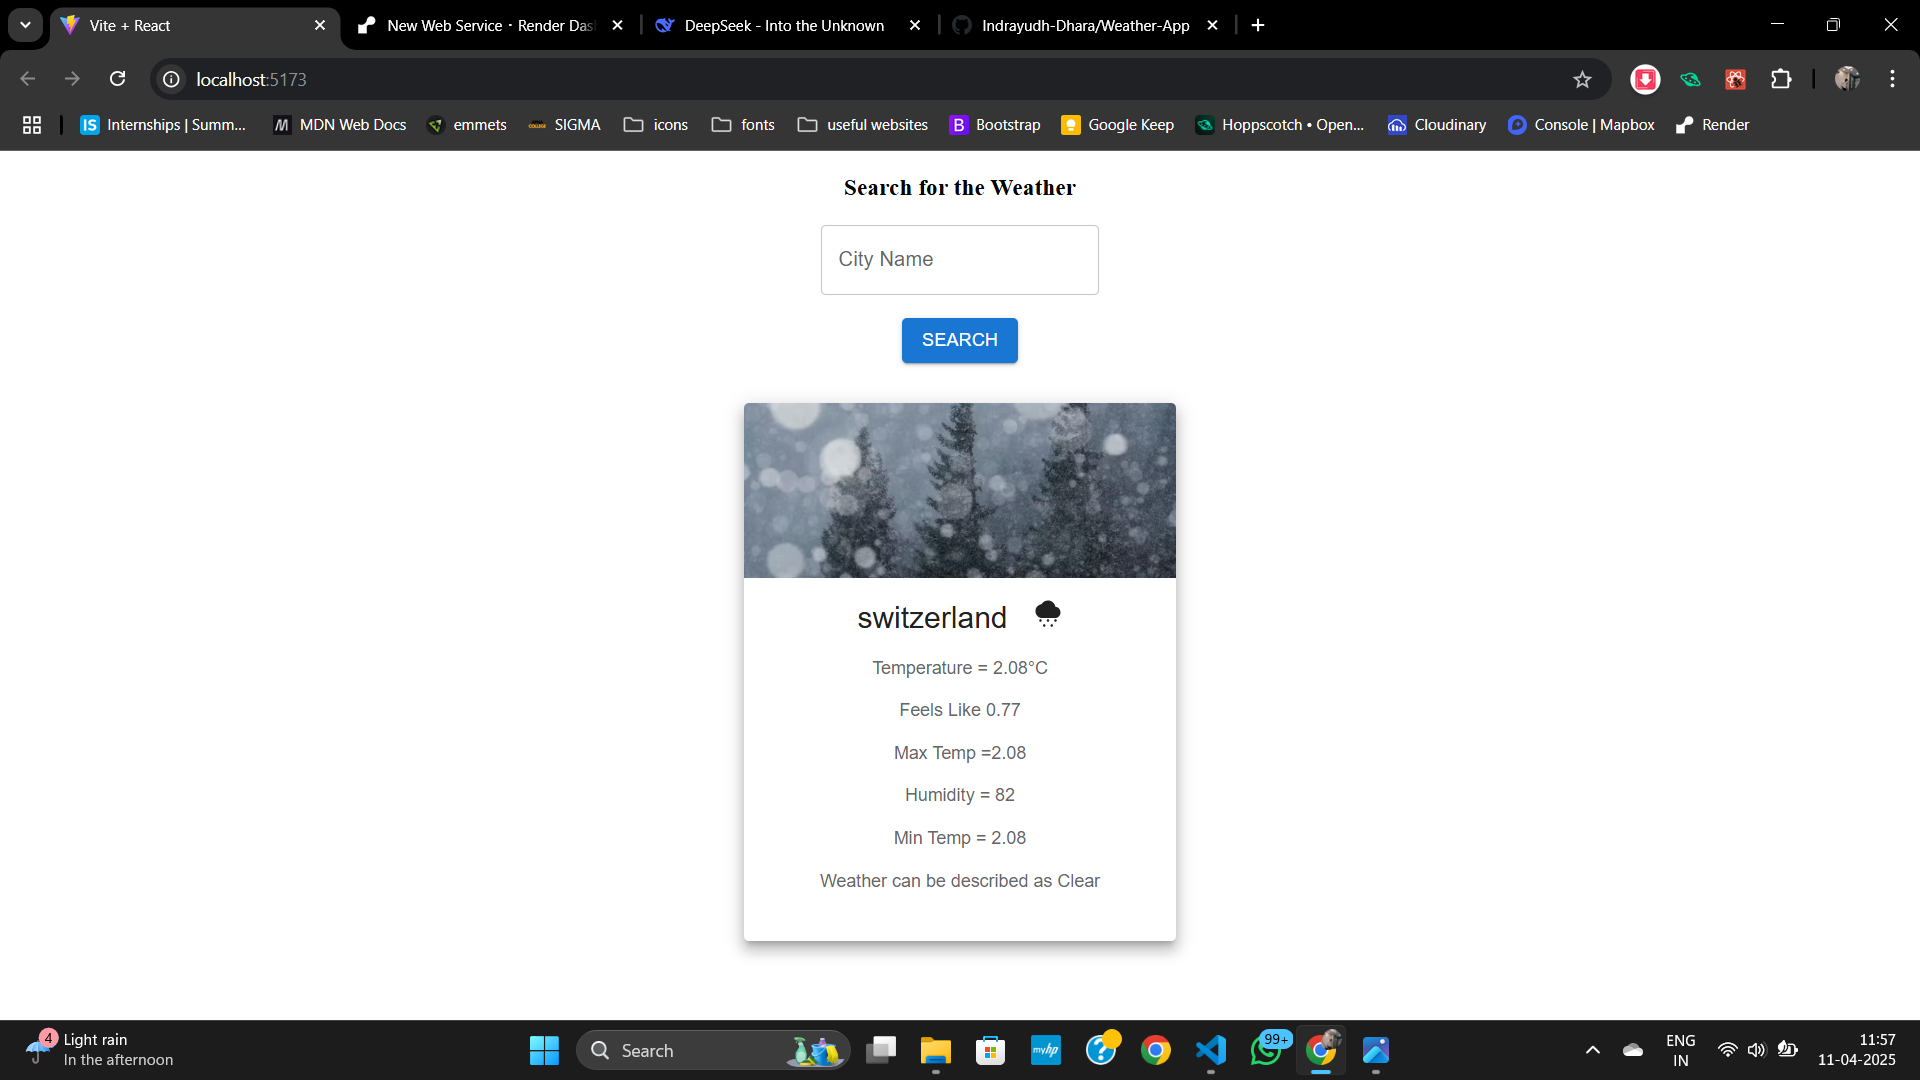 Vite + React
New Web Service · Render Das
DeepSeek - Into the Unknown
Indrayudh-Dhara/Weather-App
localhost:5173
IS Internships | Summ...
M MDN Web Docs
emmets
SIGMA
icons
fonts
useful websites
B Bootstrap
Google Keep
Hoppscotch • Open...
Cloudinary
Console | Mapbox
Render
Search for the Weather
City Name
SEARCH
switzerland
Temperature = 2.08°C
Feels Like 0.77
Max Temp =2.08
Humidity = 82
Min Temp = 2.08
Weather can be described as Clear
4
Light rain
In the afternoon
Search
myhp
99+
ENG
IN
11:57
11-04-2025